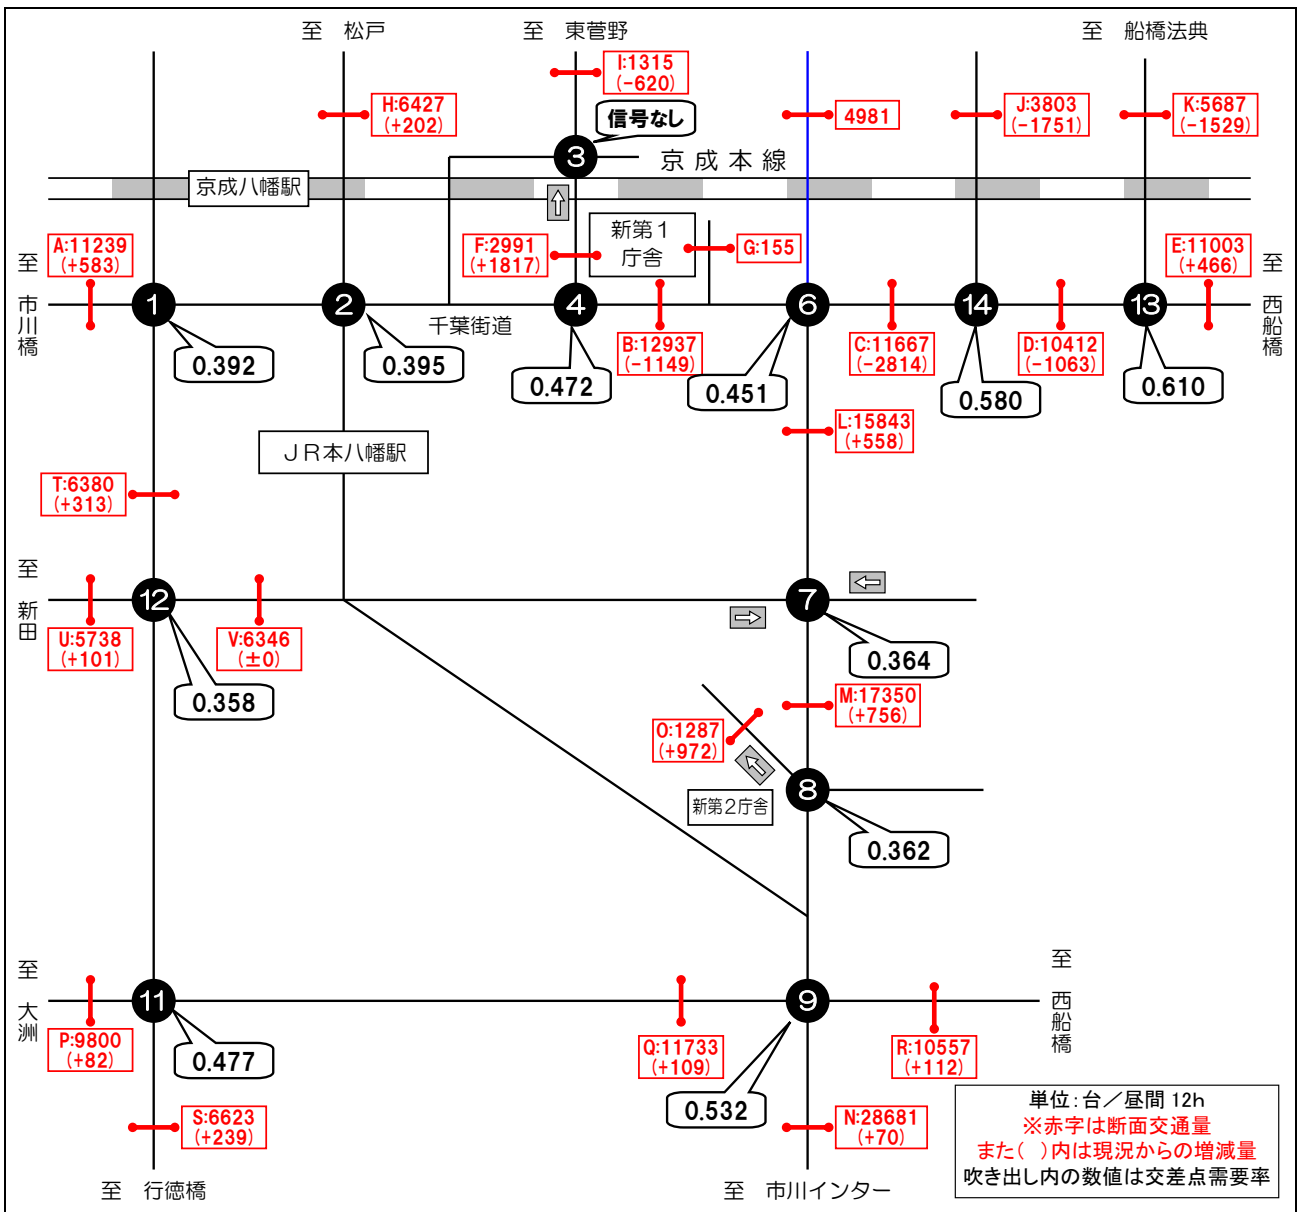 至 松戸
至 東菅野
至 船橋法典
I:1315
(-620)
H:6427
(+202)
信号なし
4981
J:3803
(-1751)
K:5687
(-1529)
3
京成本線
京成八幡駅
新第1
庁舎
A:11239
(+583)
F:2991
(+1817)
G:155
E:11003
(+466)
至 市川橋
1
2
4
6
14
13
至 西船橋
千葉街道
0.392
0.395
0.472
B:12937
(-1149)
0.451
C:11667
(-2814)
0.580
D:10412
(-1063)
0.610
L:15843
(+558)
JR本八幡駅
T:6380
(+313)
至 新田
12
7
U:5738
(+101)
V:6346
(±0)
0.358
0.364
M:17350
(+756)
O:1287
(+972)
8
新第2庁舎
0.362
至 大洲
11
9
至 西船橋
P:9800
(+82)
0.477
Q:11733
(+109)
R:10557
(+112)
0.532
S:6623
(+239)
N:28681
(+70)
単位:台/昼間 12h
※赤字は断面交通量
また( )内は現況からの増減量
吹き出し内の数値は交差点需要率
至 行徳橋
至 市川インター